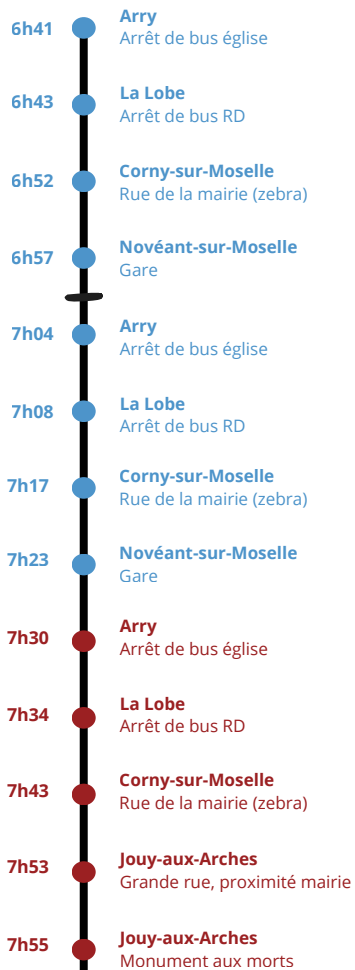 6h41 Arry
Arrêt de bus église
6h43 La Lobe
Arrêt de bus RD
6h52 Corny-sur-Moselle
Rue de la mairie (zebra)
6h57 Novéant-sur-Moselle
Gare
7h04 Arry
Arrêt de bus église
7h08 La Lobe
Arrêt de bus RD
7h17 Corny-sur-Moselle
Rue de la mairie (zebra)
7h23 Novéant-sur-Moselle
Gare
7h30 Arry
Arrêt de bus église
7h34 La Lobe
Arrêt de bus RD
7h43 Corny-sur-Moselle
Rue de la mairie (zebra)
7h53 Jouy-aux-Arches
Grande rue, proximité mairie
7h55 Jouy-aux-Arches
Monument aux morts